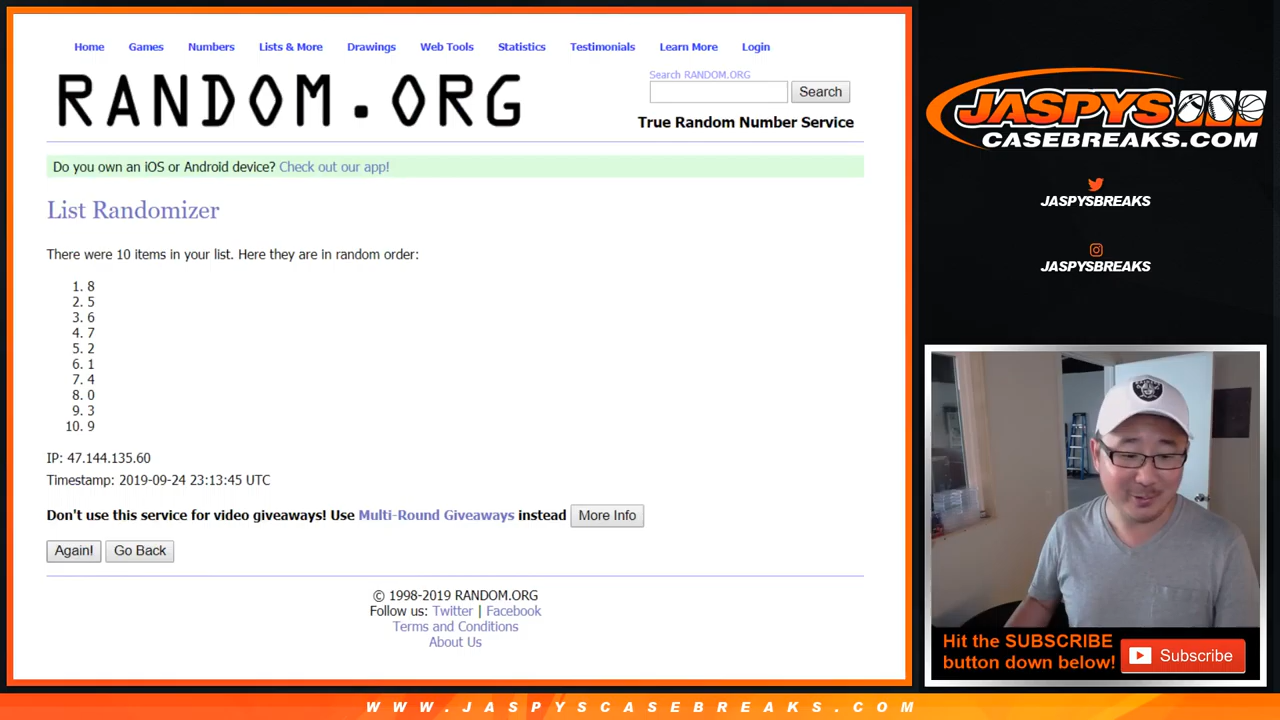 Home Games Numbers Lists & More Drawings Web Tools Statistics Testimonials Learn More Login
RANDOM.ORG
Search RANDOM.ORG
Search
True Random Number Service
Do you own an iOS or Android device? Check out our app!
List Randomizer
There were 10 items in your list. Here they are in random order:
1. 8
2. 5
3. 6
4. 7
5. 2
6. 1
7. 4
8. 0
9. 3
10. 9
IP: 47.144.135.60
Timestamp: 2019-09-24 23:13:45 UTC
Don't use this service for video giveaways! Use Multi-Round Giveaways instead More Info
Again! Go Back
© 1998-2019 RANDOM.ORG
Follow us: Twitter | Facebook
Terms and Conditions
About Us
JASPYS
CASEBREAKS.COM
JASPYSBREAKS
JASPYSBREAKS
Hit the SUBSCRIBE
button down below!
Subscribe
WWW.JASPYSCASEBREAKS.COM